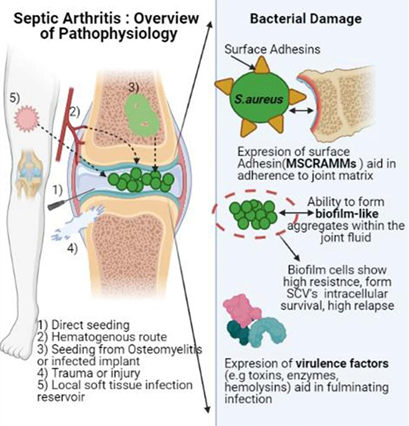 Septic Arthritis : Overview
of Pathophysiology
5)
2)
3)
1)
4)
1) Direct seeding
2) Hematogenous route
3) Seeding from Osteomyelitis
or infected implant
4) Trauma or injury
5) Local soft tissue infection
reservoir
Bacterial Damage
Surface Adhesins
S.aureus
Expresion of surface
Adhesin(MSCRAMMs) aid in
adherence to joint matrix
Ability to form
biofilm-like
aggregates within the
joint fluid
Biofilm cells show
high resistnce, form
SCV's intracellular
survival, high relapse
Expresion of virulence factors
(e.g toxins, enzymes,
hemolysins) aid in fulminating
infection